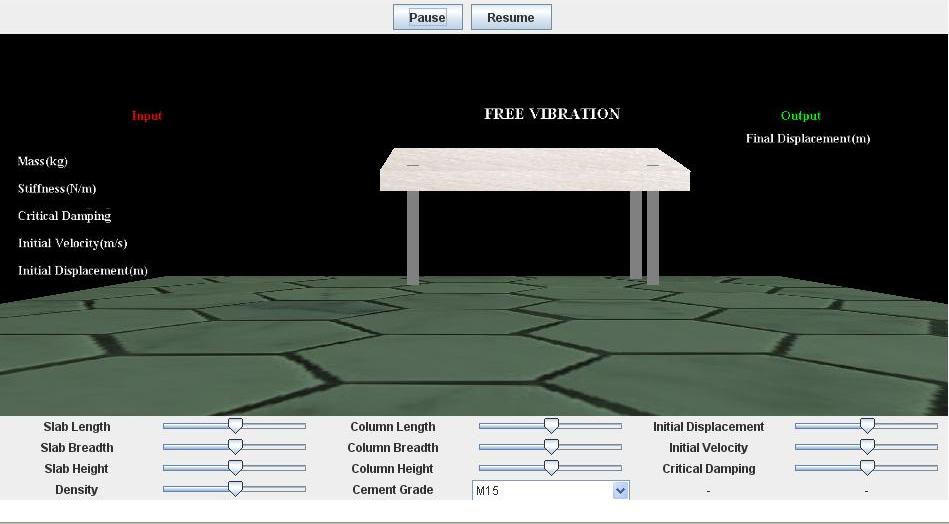 Pause Resume
Input FREE VIBRATION Output
Final Displacement(m)
Mass(kg)
Stiffness(N/m)
Critical Damping
Initial Velocity(m/s)
Initial Displacement(m)
Slab Length Column Length Initial Displacement
Slab Breadth Column Breadth Initial Velocity
Slab Height Column Height Critical Damping
Density Cement Grade M15 - -